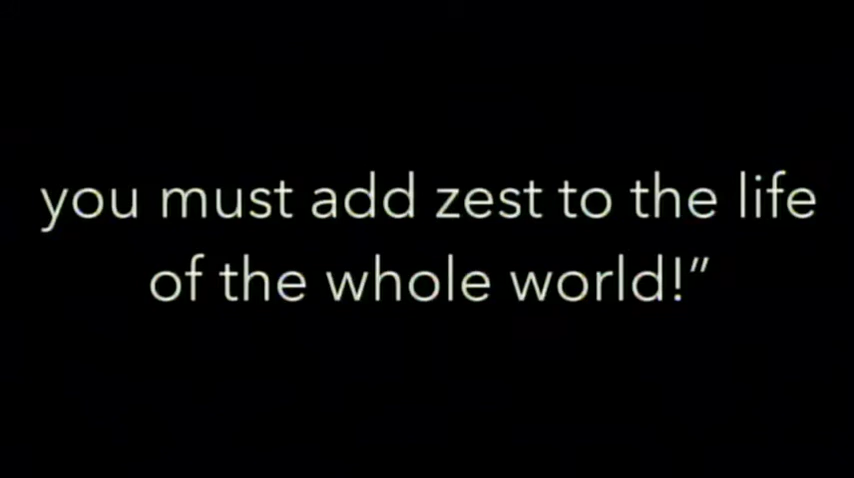 you must add zest to the life
of the whole world!”